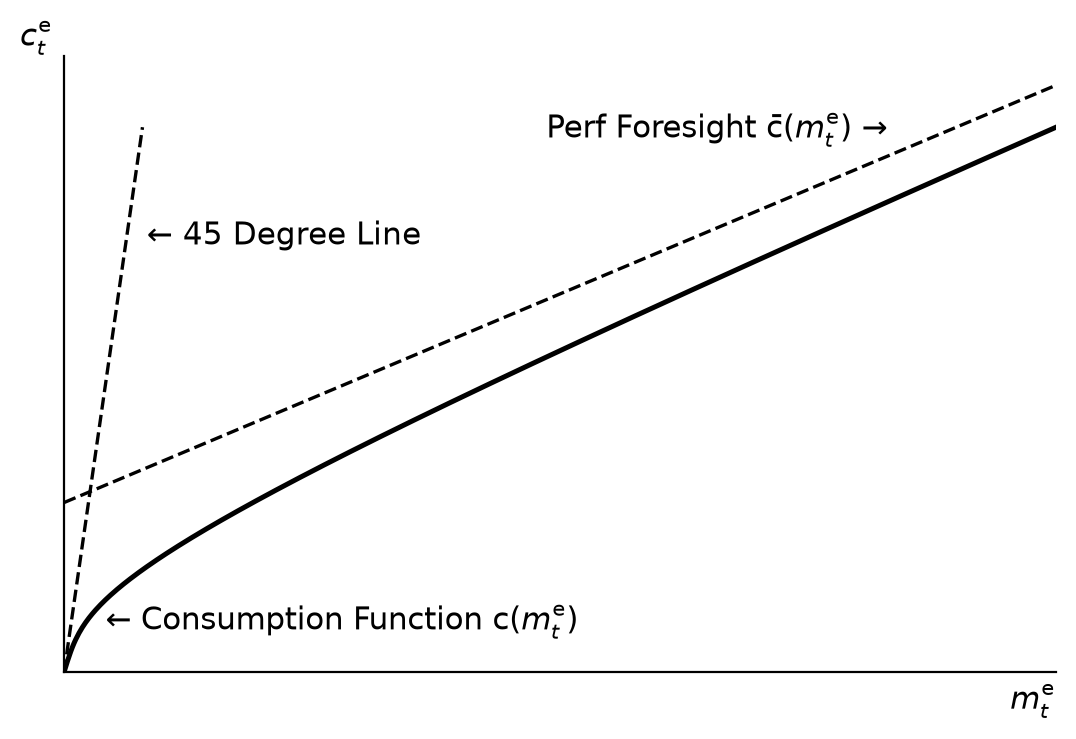 c_t^e
Perf Foresight c̄(m_t^e) →
← 45 Degree Line
← Consumption Function c(m_t^e)
m_t^e